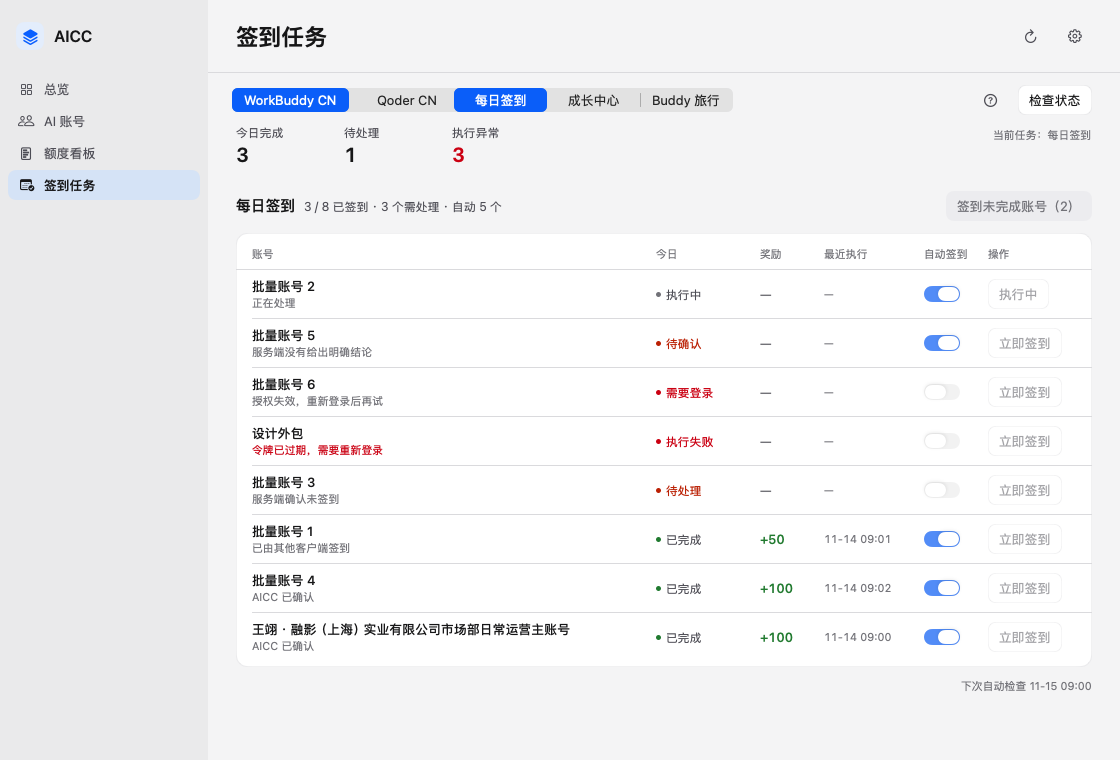 AICC
签到任务
总览
AI 账号
额度看板
签到任务
WorkBuddy CN
Qoder CN
每日签到
成长中心
Buddy 旅行
检查状态
今日完成
待处理
执行异常
当前任务：每日签到
3
1
3
每日签到 3 / 8 已签到 · 3 个需处理 · 自动 5 个
签到未完成账号（2）
账号 今日 奖励 最近执行 自动签到 操作
批量账号 2
正在处理
执行中 — — 执行中
批量账号 5
服务端没有给出明确结论
待确认 — — 立即签到
批量账号 6
授权失效，重新登录后再试
需要登录 — — 立即签到
设计外包
令牌已过期，需要重新登录
执行失败 — — 立即签到
批量账号 3
服务端确认未签到
待处理 — — 立即签到
批量账号 1
已由其他客户端签到
已完成 +50 11-14 09:01 立即签到
批量账号 4
AICC 已确认
已完成 +100 11-14 09:02 立即签到
王翊 · 融影（上海）实业有限公司市场部日常运营主账号
AICC 已确认
已完成 +100 11-14 09:00 立即签到
下次自动检查 11-15 09:00